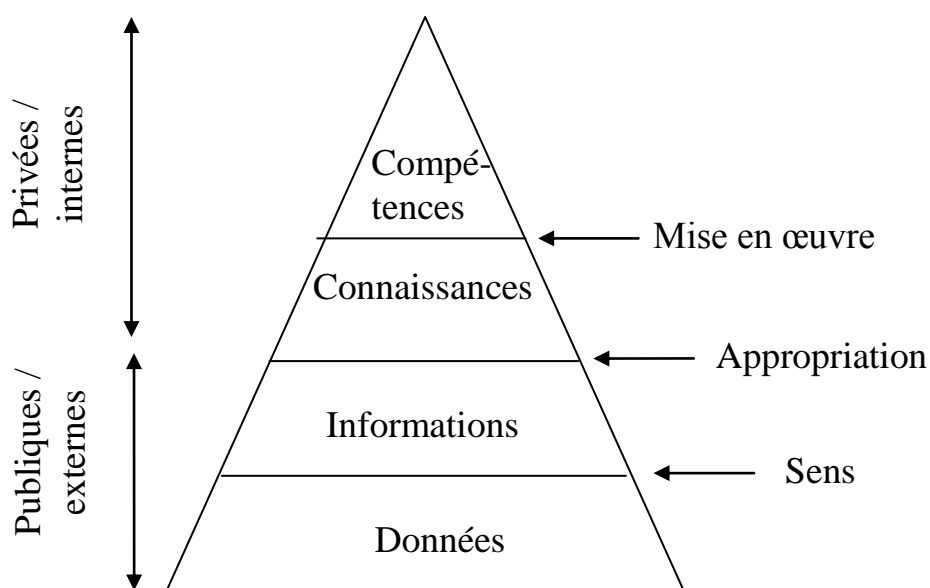 Privées /
internes
Compé-
tences
Mise en œuvre
Connaissances
Appropriation
Publiques /
externes
Informations
Sens
Données